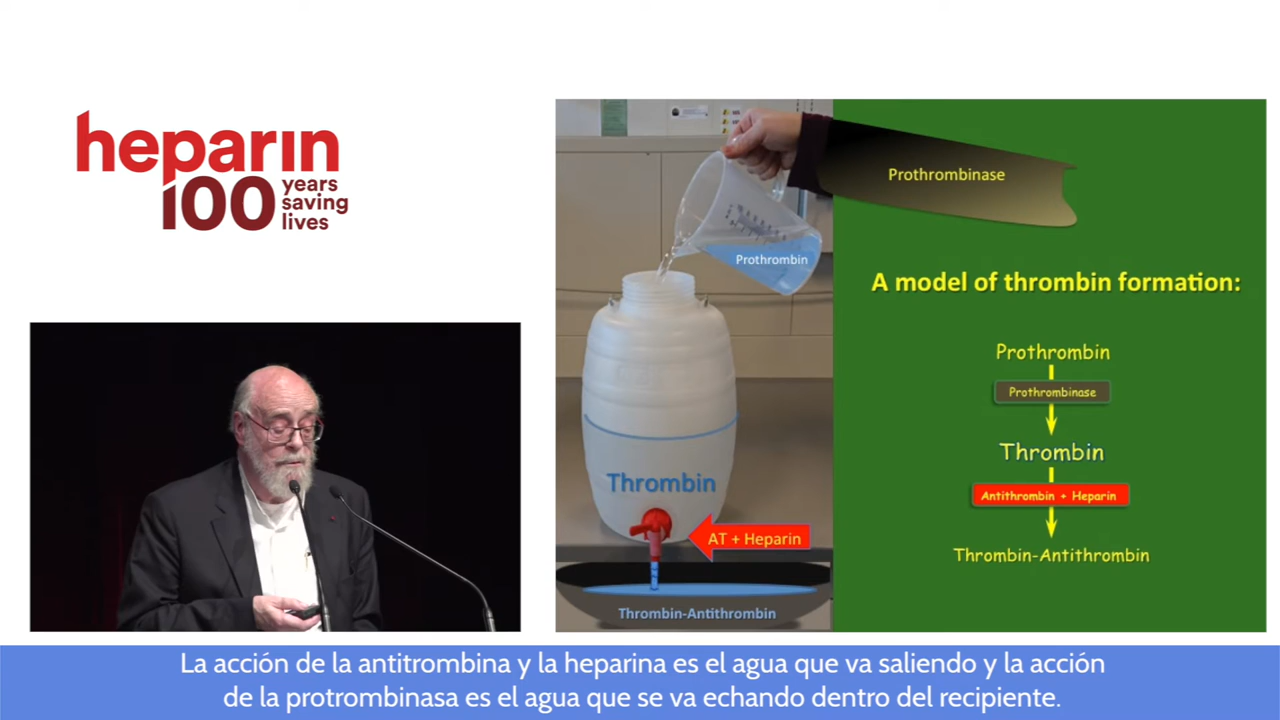 heparin
100
years
saving
lives
Prothrombinase
Prothrombin
A model of thrombin formation:
Prothrombin
Prothrombinase
Thrombin
Antithrombin + Heparin
Thrombin-Antithrombin
Thrombin
AT + Heparin
Thrombin-Antithrombin
La acción de la antitrombina y la heparina es el agua que va saliendo y la acción
de la protrombinasa es el agua que se va echando dentro del recipiente.